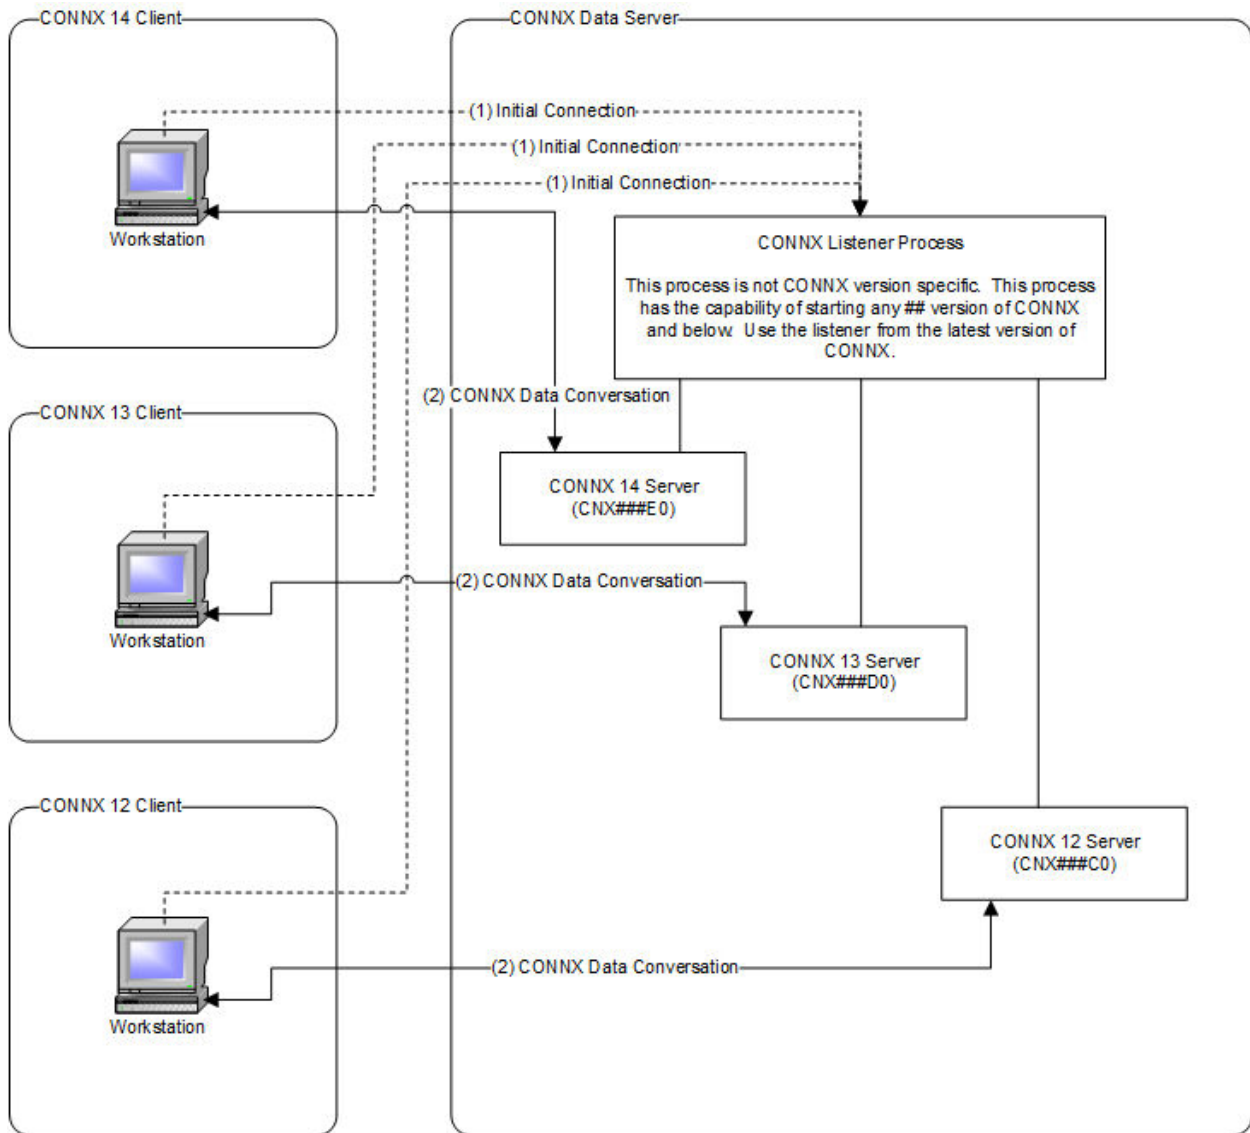 CONNX 14 Client
CONNX Data Server
(1) Initial Connection
(1) Initial Connection
(1) Initial Connection
Workstation
CONNX Listener Process
This process is not CONNX version specific. This process
has the capability of starting any ## version of CONNX
and below. Use the listener from the latest version of
CONNX.
(2) CONNX Data Conversation
CONNX 13 Client
CONNX 14 Server
(CNX###E0)
Workstation
(2) CONNX Data Conversation
CONNX 13 Server
(CNX###D0)
CONNX 12 Client
CONNX 12 Server
(CNX###C0)
(2) CONNX Data Conversation
Workstation